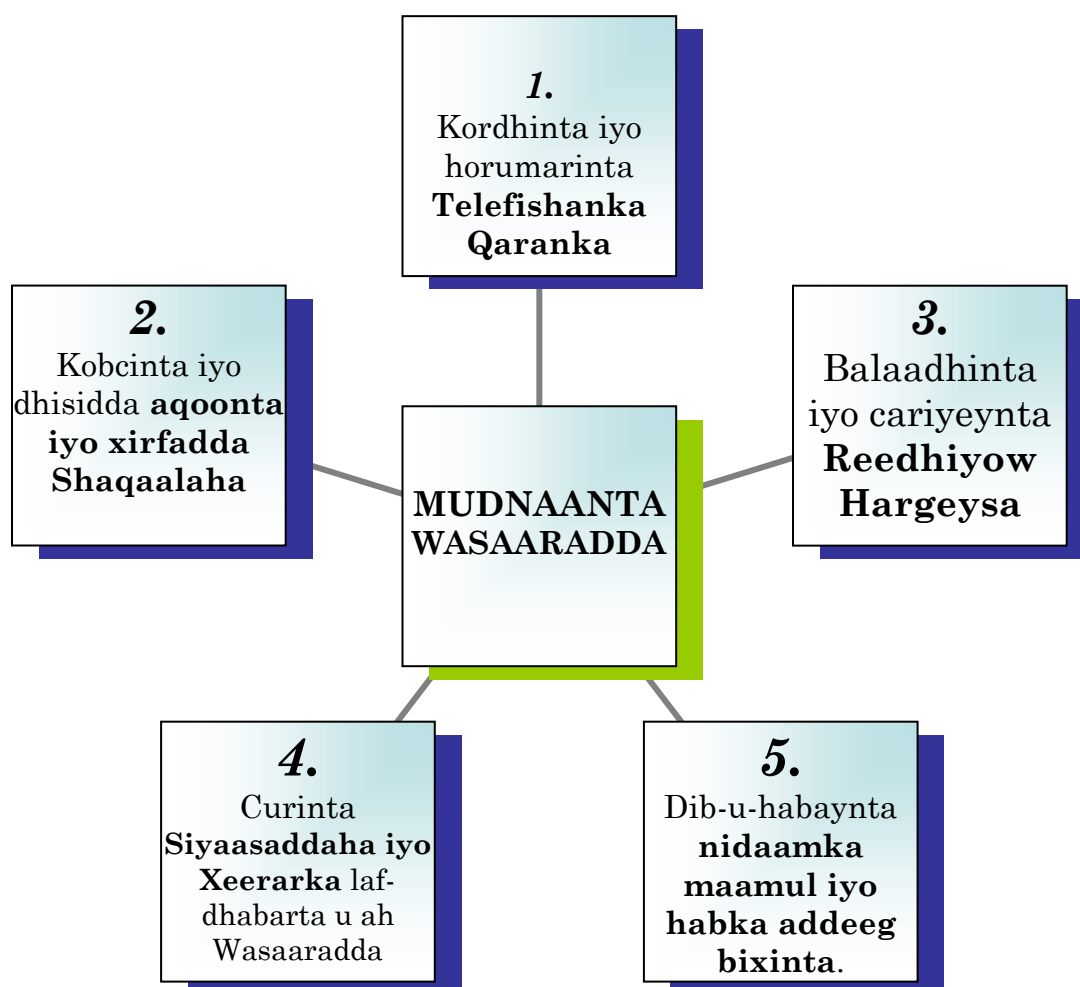 1.
Kordhinta iyo
horumarinta
Telefishanka
Qaranka
2.
Kobcinta iyo
dhisidda aqoonta
iyo xirfadda
Shaqaalaha
3.
Balaadhinta
iyo cariyeynta
Reedhiyow
Hargeysa
MUDNAANTA
WASAARADDA
4.
Curinta
Siyaasaddaha iyo
Xeerarka laf-
dhabarta u ah
Wasaaradda
5.
Dib-u-habaynta
nidaamka
maamul iyo
habka addeeg
bixinta.